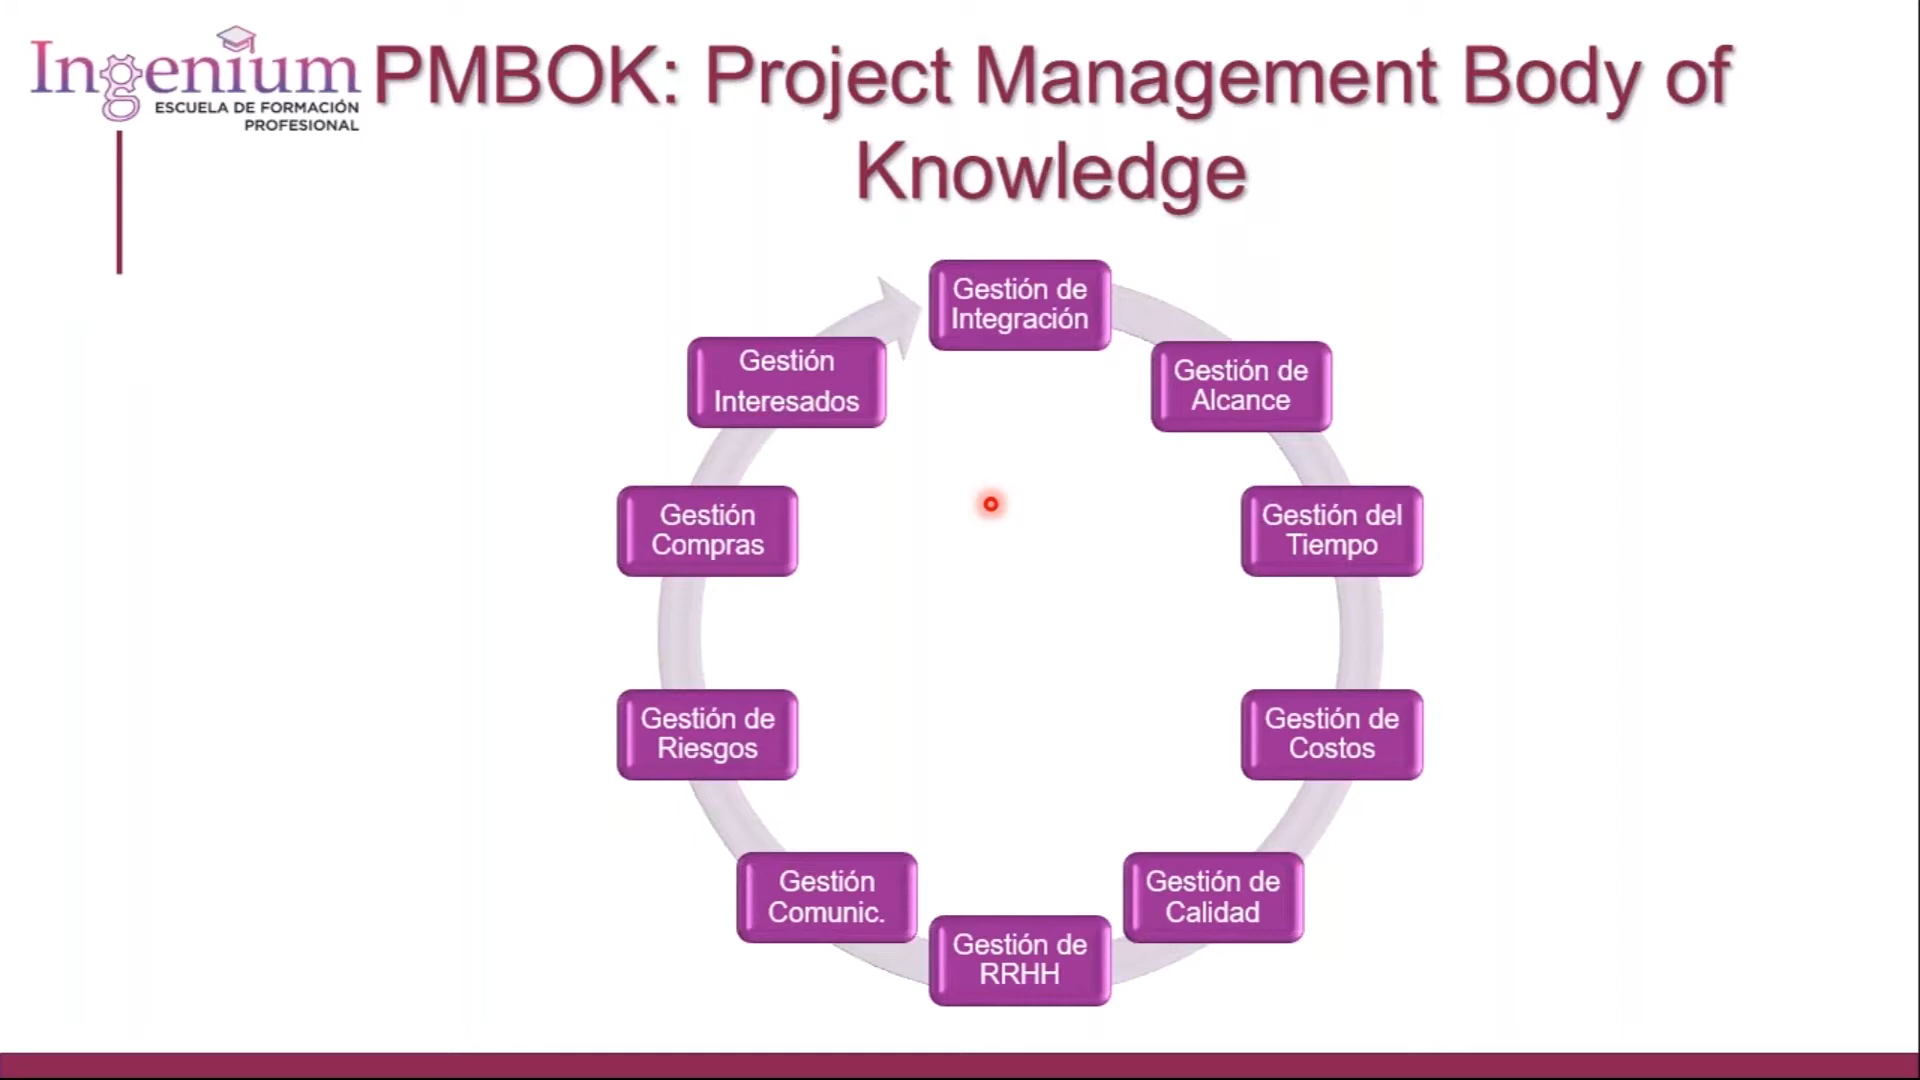 Ingenium
ESCUELA DE FORMACIÓN
PROFESIONAL
PMBOK: Project Management Body of
Knowledge
Gestión de
Integración
Gestión de
Alcance
Gestión del
Tiempo
Gestión de
Costos
Gestión de
Calidad
Gestión de
RRHH
Gestión
Comunic.
Gestión de
Riesgos
Gestión
Compras
Gestión
Interesados